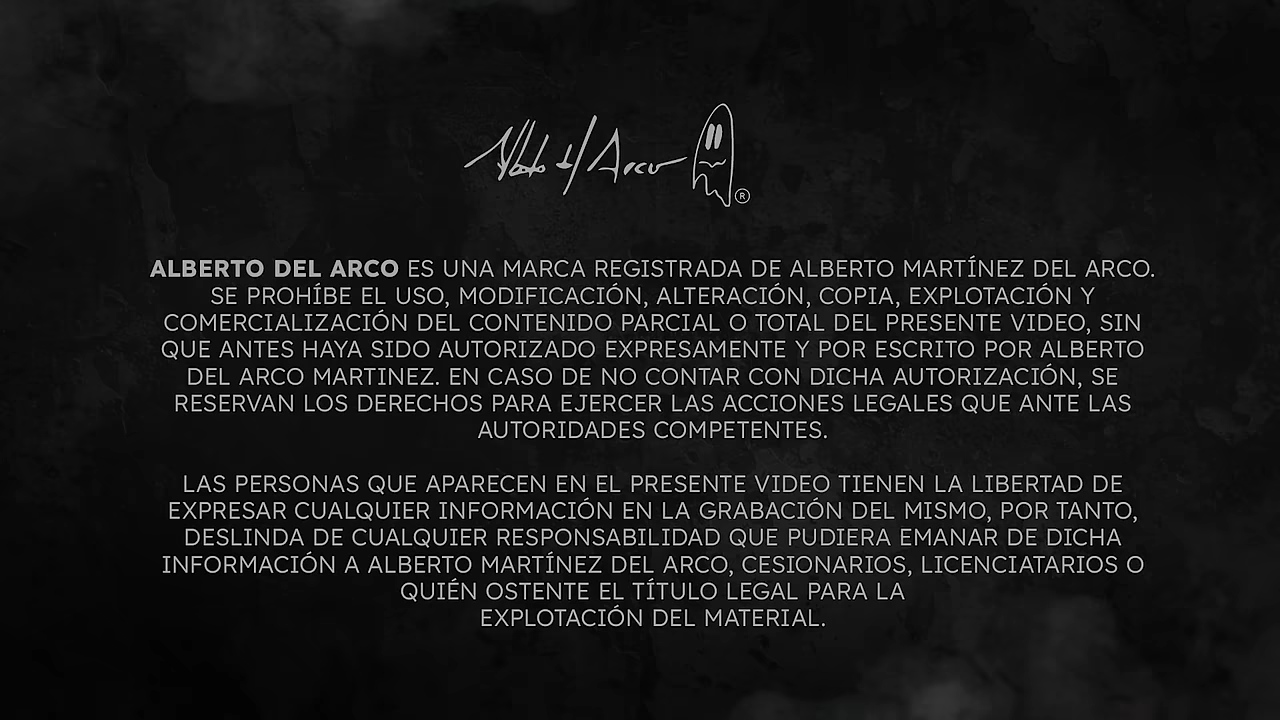 Alberto del Arco
®
ALBERTO DEL ARCO ES UNA MARCA REGISTRADA DE ALBERTO MARTÍNEZ DEL ARCO.
SE PROHÍBE EL USO, MODIFICACIÓN, ALTERACIÓN, COPIA, EXPLOTACIÓN Y
COMERCIALIZACIÓN DEL CONTENIDO PARCIAL O TOTAL DEL PRESENTE VIDEO, SIN
QUE ANTES HAYA SIDO AUTORIZADO EXPRESAMENTE Y POR ESCRITO POR ALBERTO
DEL ARCO MARTINEZ. EN CASO DE NO CONTAR CON DICHA AUTORIZACIÓN, SE
RESERVAN LOS DERECHOS PARA EJERCER LAS ACCIONES LEGALES QUE ANTE LAS
AUTORIDADES COMPETENTES.
LAS PERSONAS QUE APARECEN EN EL PRESENTE VIDEO TIENEN LA LIBERTAD DE
EXPRESAR CUALQUIER INFORMACIÓN EN LA GRABACIÓN DEL MISMO, POR TANTO,
DESLINDA DE CUALQUIER RESPONSABILIDAD QUE PUDIERA EMANAR DE DICHA
INFORMACIÓN A ALBERTO MARTÍNEZ DEL ARCO, CESIONARIOS, LICENCIATARIOS O
QUIÉN OSTENTE EL TÍTULO LEGAL PARA LA
EXPLOTACIÓN DEL MATERIAL.